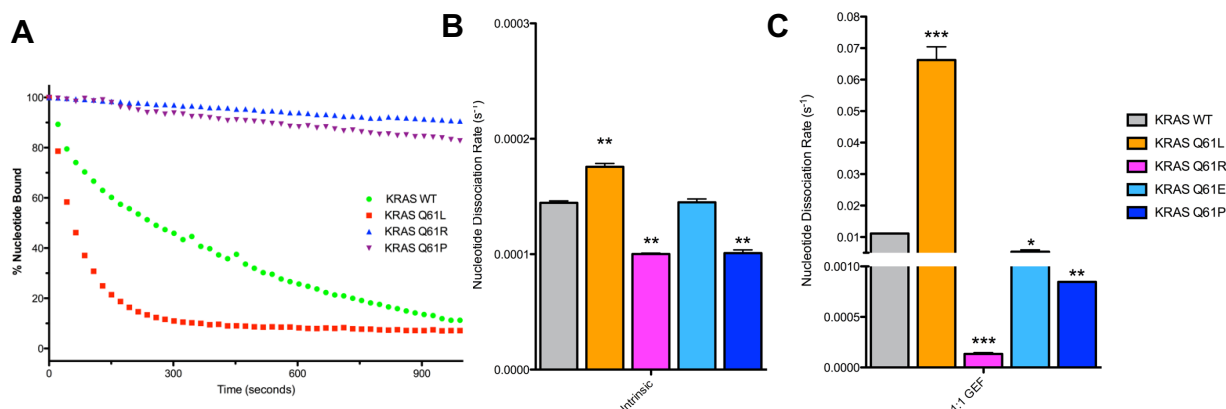 A
% Nucleotide Bound
100
80
60
40
20
0
0
300
600
900
Time (seconds)
KRAS WT
KRAS Q61L
KRAS Q61R
KRAS Q61P
B
Nucleotide Dissociation Rate (s⁻¹)
0.0003
0.0002
0.0001
0.0000
**
**
**
Intrinsic
C
Nucleotide Dissociation Rate (s⁻¹)
0.08
0.07
0.06
0.05
0.04
0.03
0.02
0.01
0.0010
0.0005
0.0000
***
***
*
**
1:1 GEF
KRAS WT
KRAS Q61L
KRAS Q61R
KRAS Q61E
KRAS Q61P